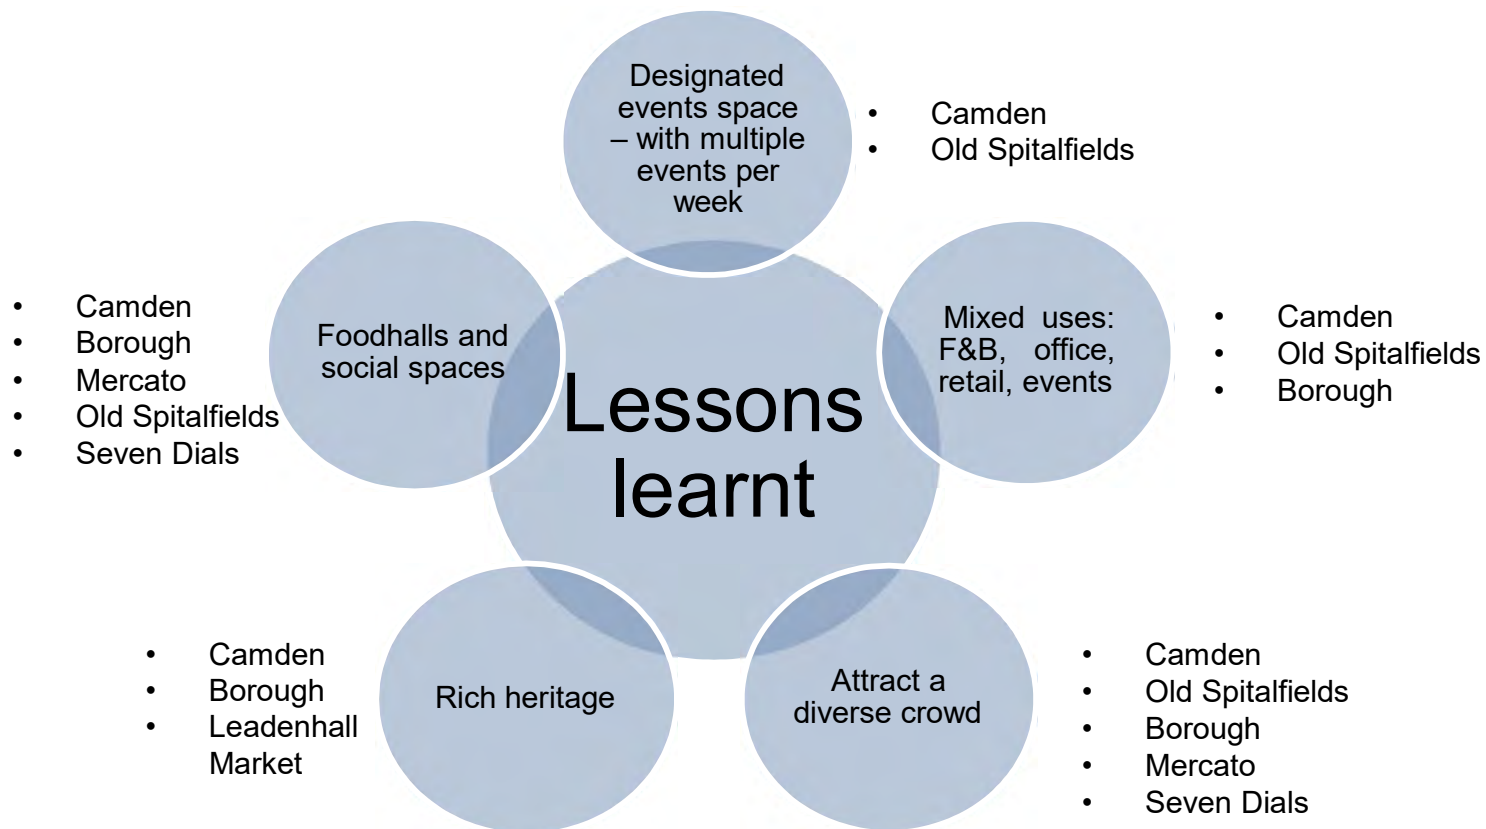 Designated
events space
– with multiple
events per
week
• Camden
• Old Spitalfields
Mixed uses:
F&B, office,
retail, events
• Camden
• Old Spitalfields
• Borough
Attract a
diverse crowd
• Camden
• Old Spitalfields
• Borough
• Mercato
• Seven Dials
Rich heritage
• Camden
• Borough
• Leadenhall
Market
Foodhalls and
social spaces
• Camden
• Borough
• Mercato
• Old Spitalfields
• Seven Dials
Lessons
learnt